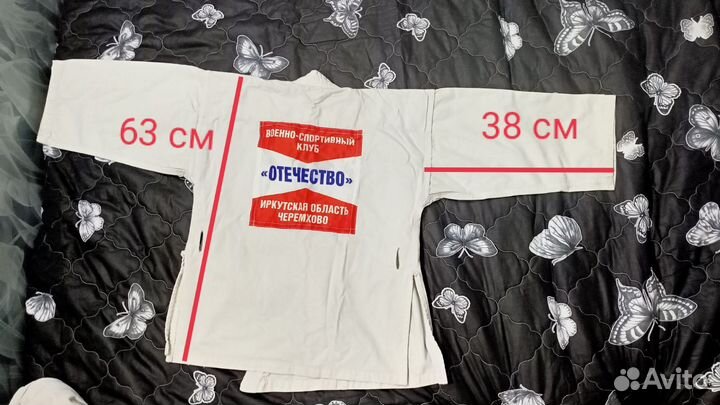 63 см
38 см
ВОЕННО-СПОРТИВНЫЙ
КЛУБ
«ОТЕЧЕСТВО»
ИРКУТСКАЯ ОБЛАСТЬ
ЧЕРЕМХОВО
Avito